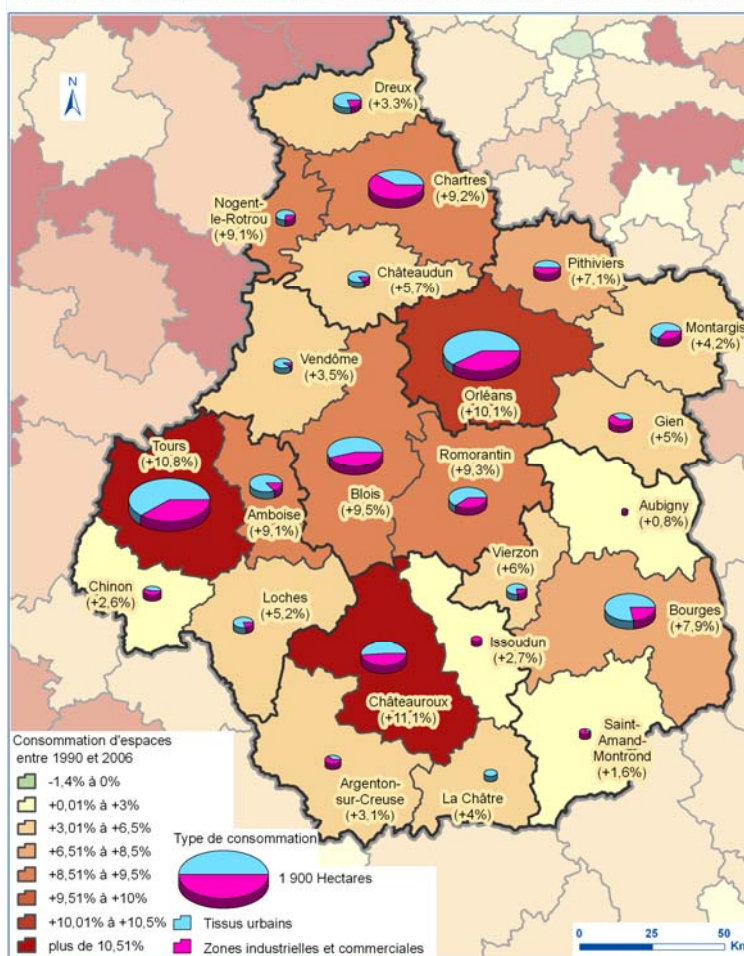 N
Dreux
(+3.3%)
Chartres
(+9,2%)
Nogent-
le-Rotrou
(+9,1%)
Châteaudun
(+5,7%)
Pithiviers
(+7,1%)
Montargis
(+4,2%)
Vendôme
(+3,5%)
Orléans
(+10,1%)
Gien
(+5%)
Tours
(+10,8%)
Blois
(+9,5%)
Romorantin
(+9,3%)
Amboise
(+9,1%)
Aubigny
(+0,8%)
Vierzon
(+6%)
Chinon
(+2,6%)
Loches
(+5,2%)
Bourges
(+7,9%)
Issoudun
(+2,7%)
Châteauroux
(+11,1%)
Saint-
Amand-
Montrond
(+1,6%)
Argenton-
sur-Creuse
(+3,1%)
La Châtre
(+4%)
Consommation d'espaces
entre 1990 et 2006
-1,4% à 0%
+0,01% à +3%
+3,01% à +6,5%
+6,51% à +8,5%
+8,51% à +9,5%
+9,51% à +10%
+10,01% à +10,5%
plus de 10,51%
Type de consommation
1 900 Hectares
Tissus urbains
Zones industrielles et commerciales
0 25 50
Km